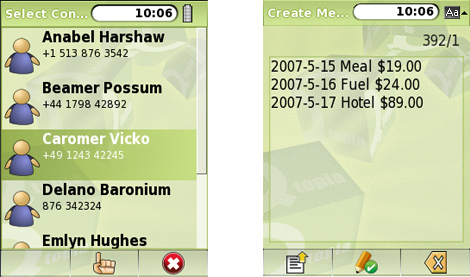 Select Con... 10:06
Anabel Harshaw
+1 513 876 3542
Beamer Possum
+44 1798 42892
Caromer Vicko
+49 1243 42245
Delano Baronium
876 342324
Emlyn Hughes
Create Me... 10:06 Aa
392/1
2007-5-15 Meal $19.00
2007-5-16 Fuel $24.00
2007-5-17 Hotel $89.00
Qtopia